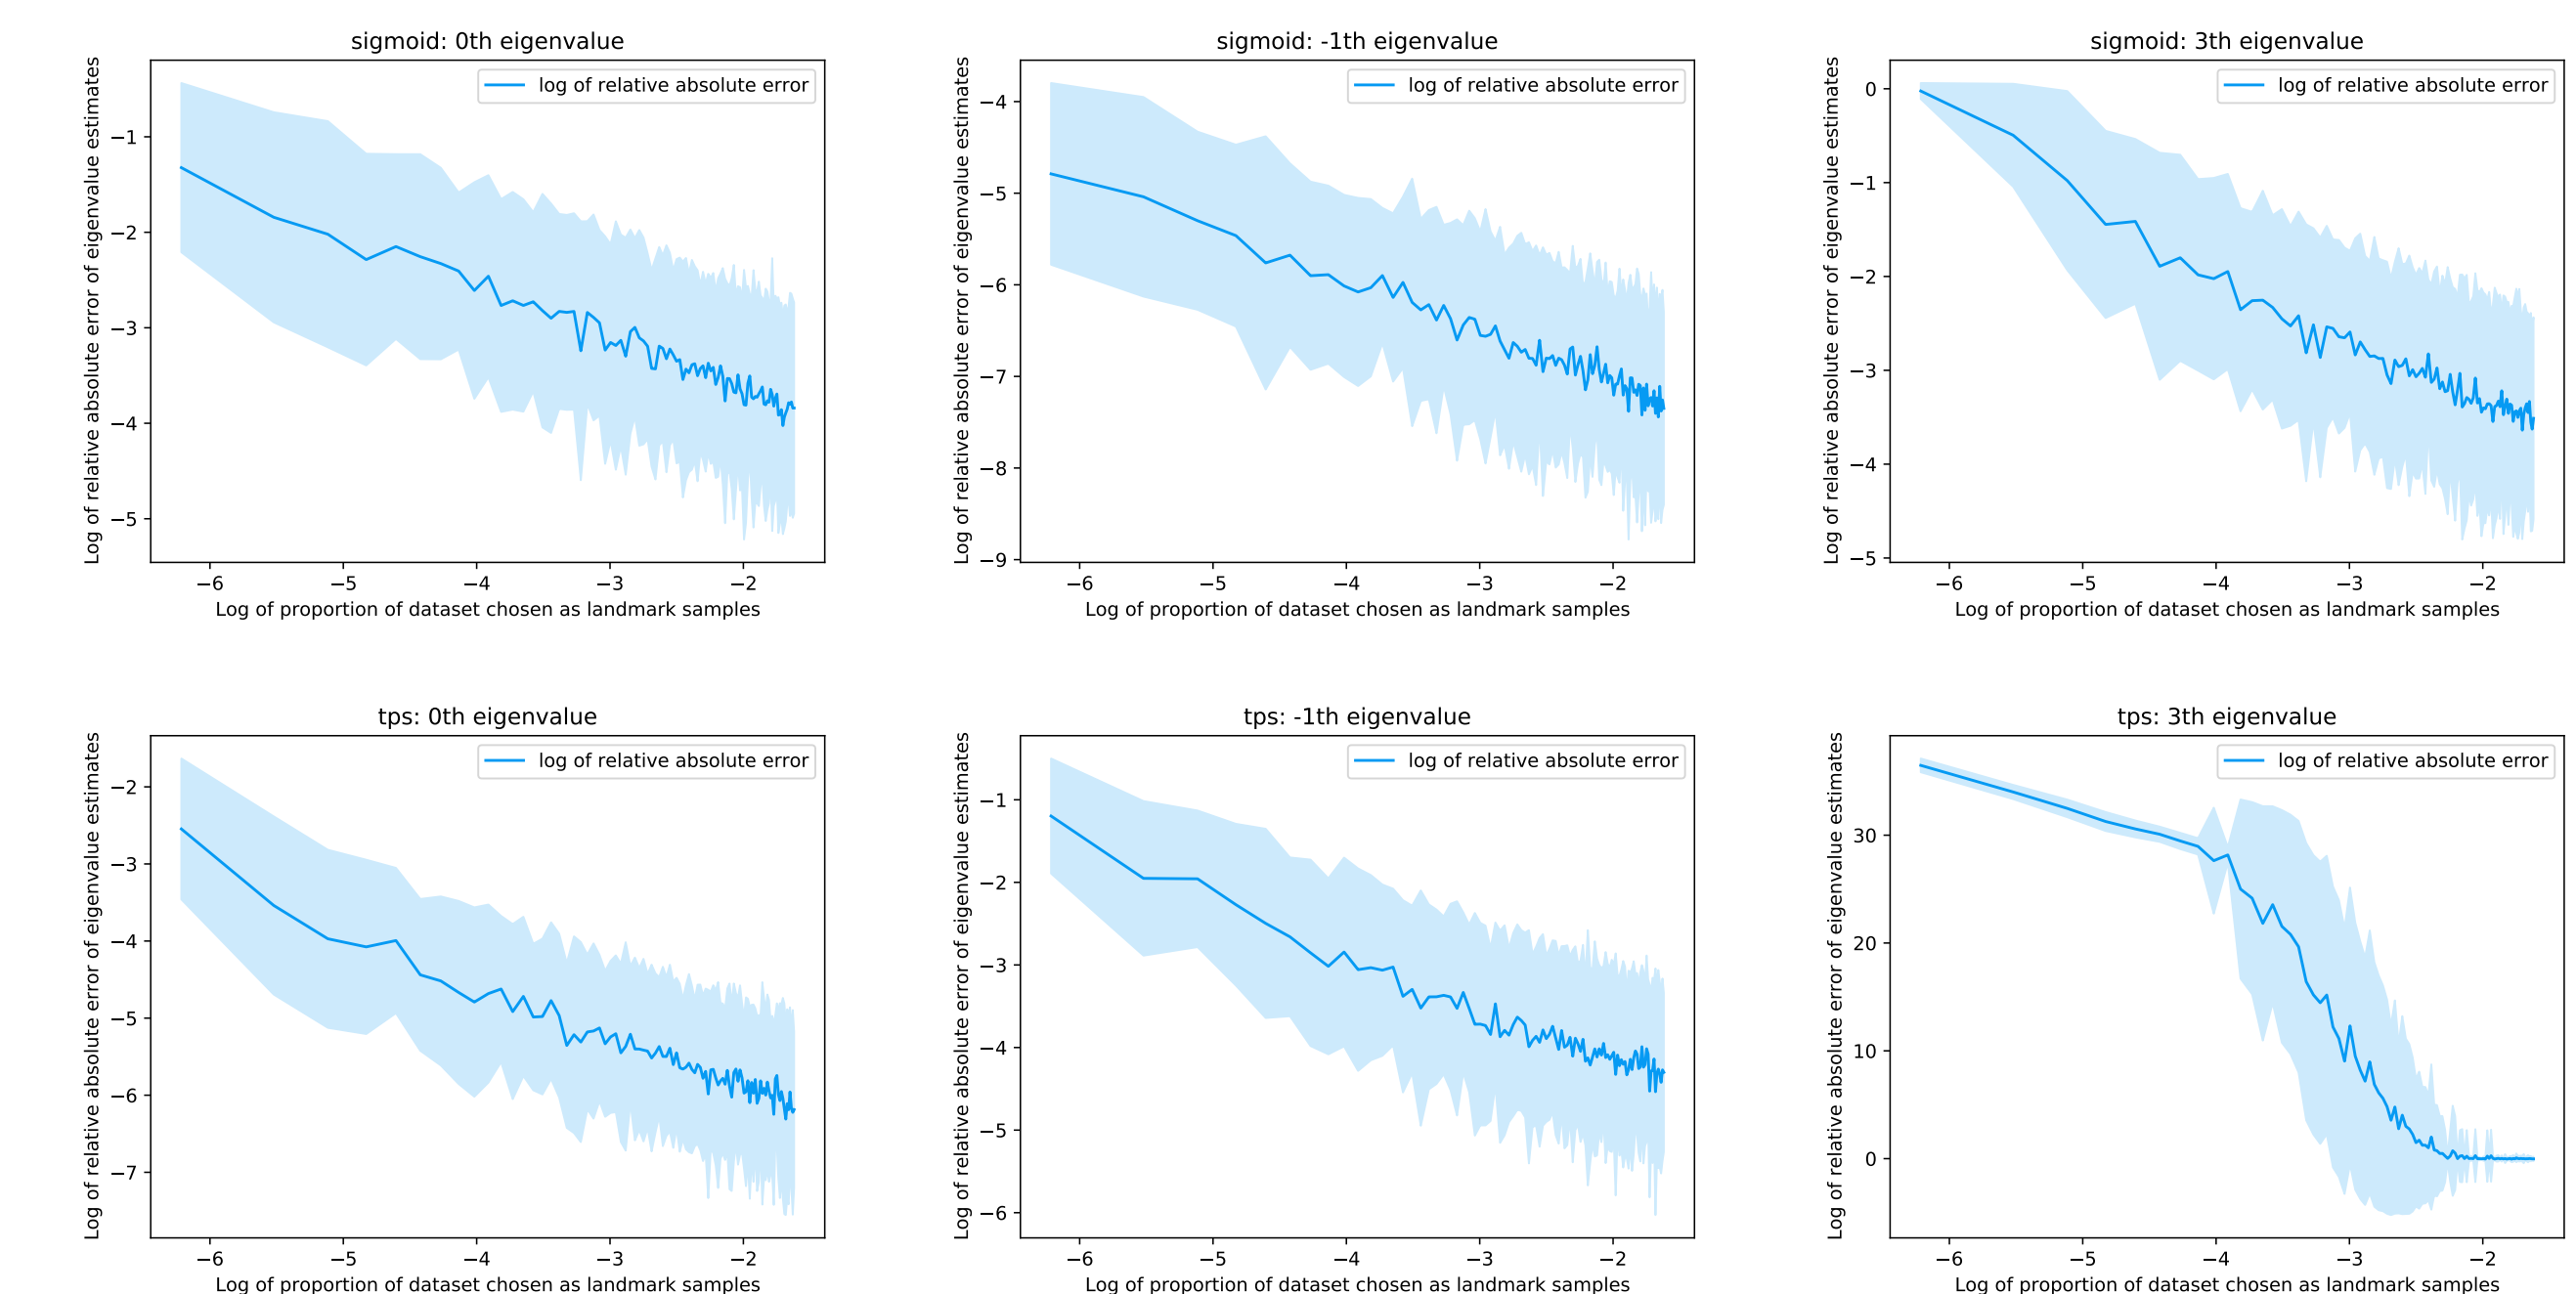 sigmoid: 0th eigenvalue
Log of relative absolute error of eigenvalue estimates
log of relative absolute error
−1
−2
−3
−4
−5
−6
−5
−4
−3
−2
Log of proportion of dataset chosen as landmark samples
sigmoid: -1th eigenvalue
Log of relative absolute error of eigenvalue estimates
log of relative absolute error
−4
−5
−6
−7
−8
−9
−6
−5
−4
−3
−2
Log of proportion of dataset chosen as landmark samples
sigmoid: 3th eigenvalue
Log of relative absolute error of eigenvalue estimates
log of relative absolute error
0
−1
−2
−3
−4
−5
−6
−5
−4
−3
−2
Log of proportion of dataset chosen as landmark samples
tps: 0th eigenvalue
Log of relative absolute error of eigenvalue estimates
log of relative absolute error
−2
−3
−4
−5
−6
−7
−6
−5
−4
−3
−2
Log of proportion of dataset chosen as landmark samples
tps: -1th eigenvalue
Log of relative absolute error of eigenvalue estimates
log of relative absolute error
−1
−2
−3
−4
−5
−6
−6
−5
−4
−3
−2
Log of proportion of dataset chosen as landmark samples
tps: 3th eigenvalue
Log of relative absolute error of eigenvalue estimates
log of relative absolute error
30
20
10
0
−6
−5
−4
−3
−2
Log of proportion of dataset chosen as landmark samples